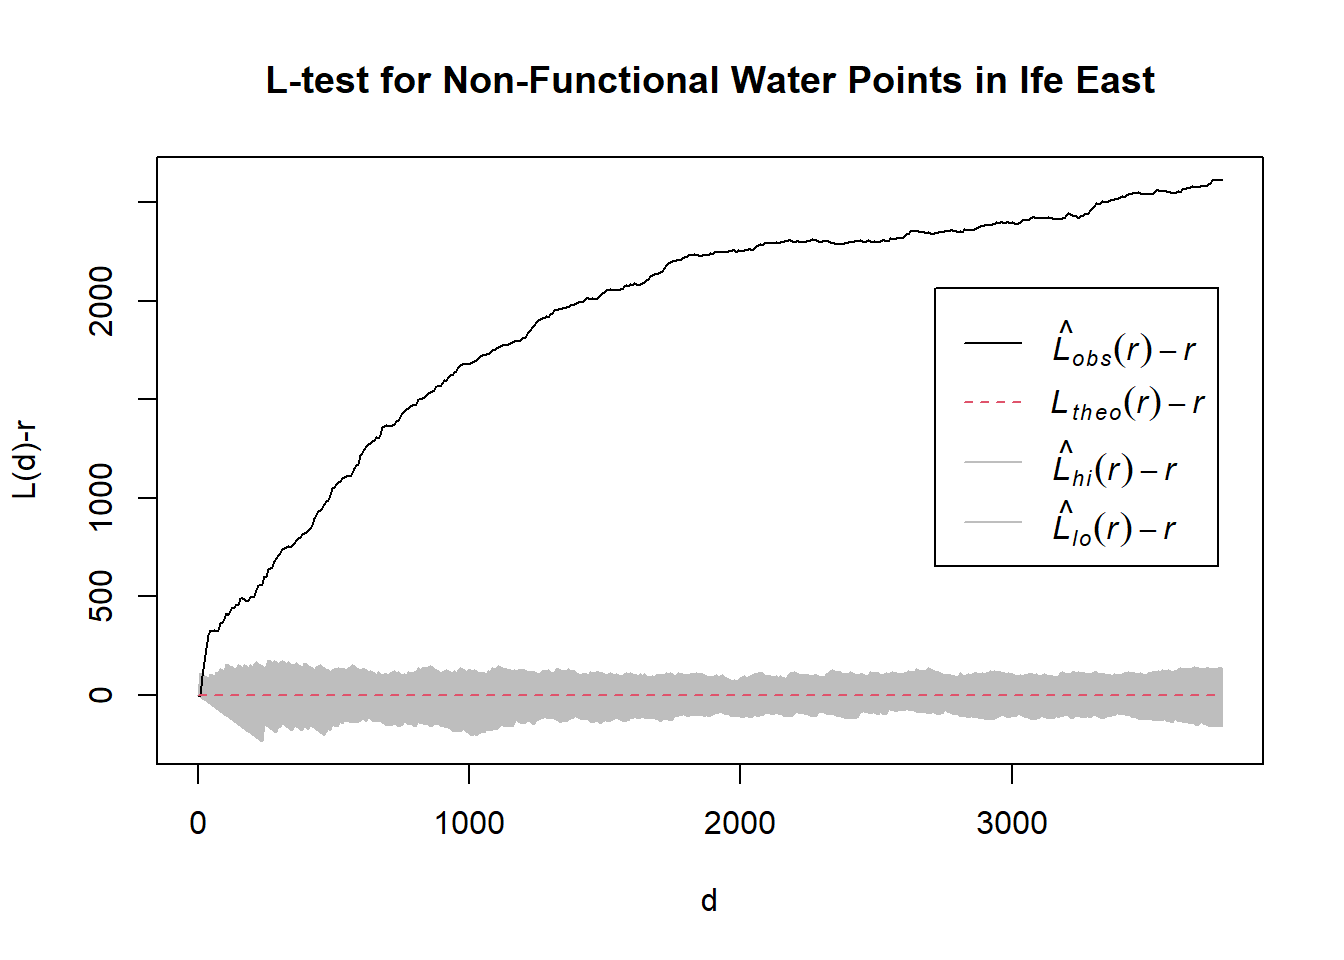 L-test for Non-Functional Water Points in Ife East
L(d)-r
2000
1000
500
0
0
1000
2000
3000
d
L̂obs(r) − r
Ltheo(r) − r
L̂hi(r) − r
L̂lo(r) − r